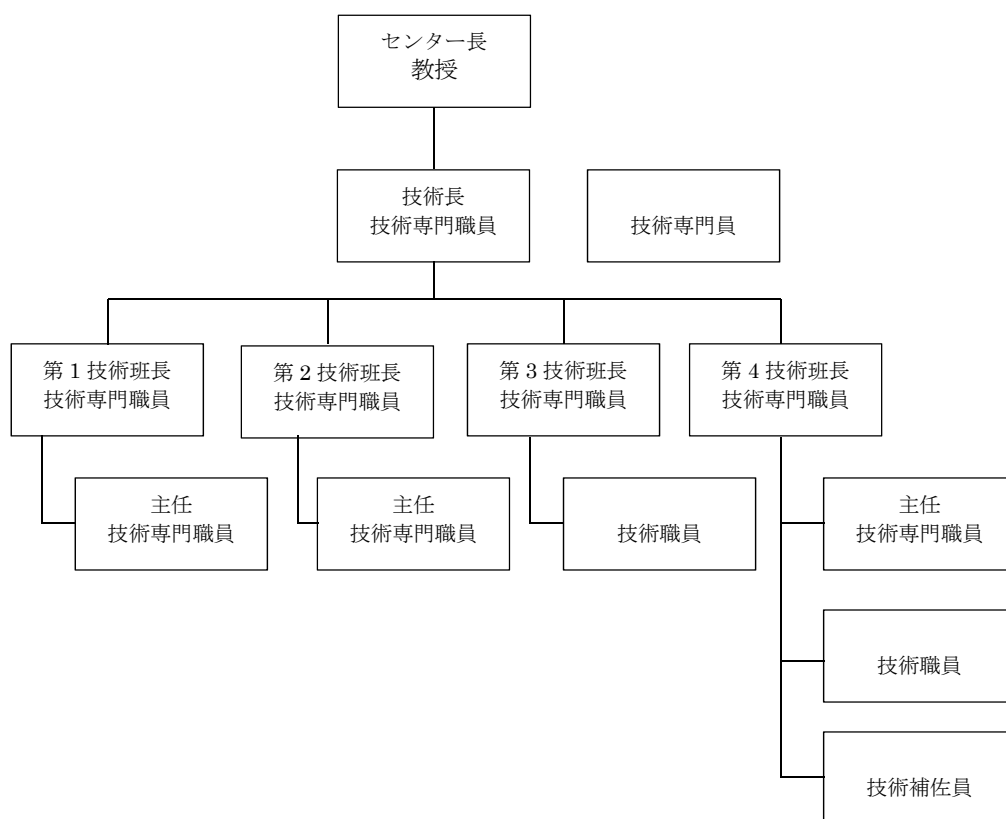 センター長
教授
技術長
技術専門職員
技術専門員
第 1 技術班長
技術専門職員
第 2 技術班長
技術専門職員
第 3 技術班長
技術専門職員
第 4 技術班長
技術専門職員
主任
技術専門職員
主任
技術専門職員
技術職員
主任
技術専門職員
技術職員
技術補佐員